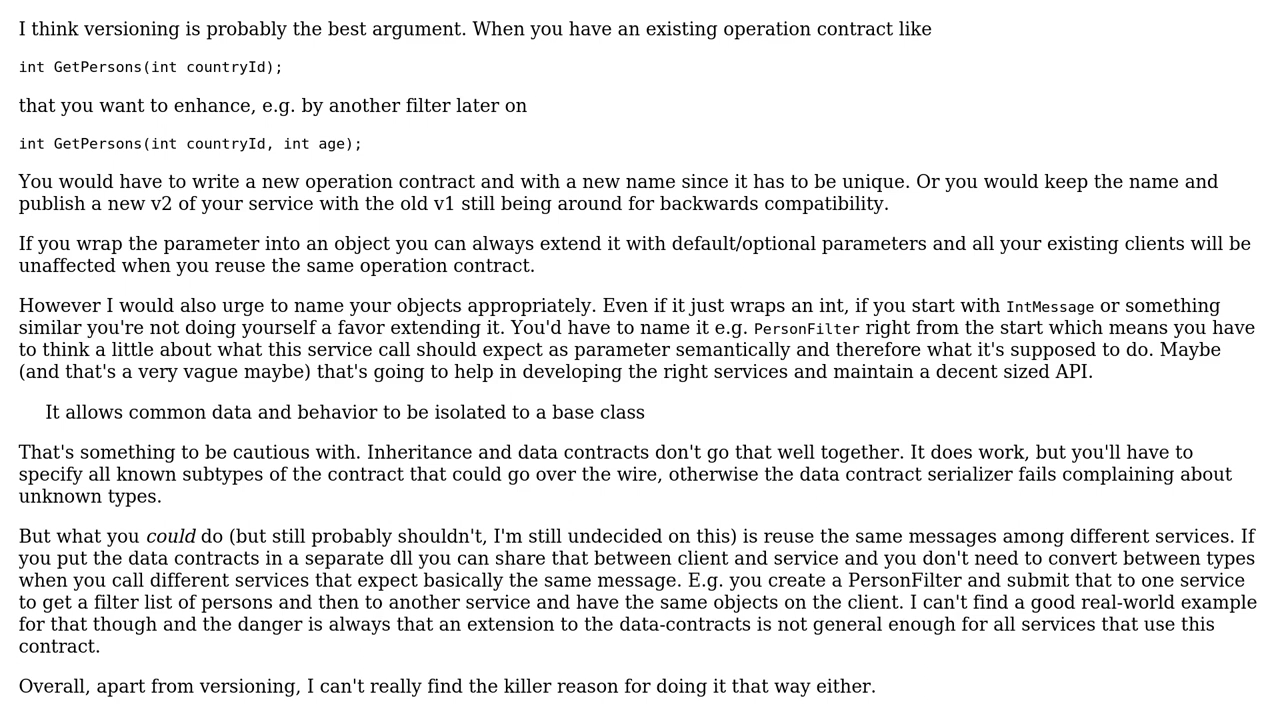 I think versioning is probably the best argument. When you have an existing operation contract like
int GetPersons(int countryId);
that you want to enhance, e.g. by another filter later on
int GetPersons(int countryId, int age);
You would have to write a new operation contract and with a new name since it has to be unique. Or you would keep the name and
publish a new v2 of your service with the old v1 still being around for backwards compatibility.
If you wrap the parameter into an object you can always extend it with default/optional parameters and all your existing clients will be
unaffected when you reuse the same operation contract.
However I would also urge to name your objects appropriately. Even if it just wraps an int, if you start with IntMessage or something
similar you're not doing yourself a favor extending it. You'd have to name it e.g. PersonFilter right from the start which means you have
to think a little about what this service call should expect as parameter semantically and therefore what it's supposed to do. Maybe
(and that's a very vague maybe) that's going to help in developing the right services and maintain a decent sized API.
It allows common data and behavior to be isolated to a base class
That's something to be cautious with. Inheritance and data contracts don't go that well together. It does work, but you'll have to
specify all known subtypes of the contract that could go over the wire, otherwise the data contract serializer fails complaining about
unknown types.
But what you could do (but still probably shouldn't, I'm still undecided on this) is reuse the same messages among different services. If
you put the data contracts in a separate dll you can share that between client and service and you don't need to convert between types
when you call different services that expect basically the same message. E.g. you create a PersonFilter and submit that to one service
to get a filter list of persons and then to another service and have the same objects on the client. I can't find a good real-world example
for that though and the danger is always that an extension to the data-contracts is not general enough for all services that use this
contract.
Overall, apart from versioning, I can't really find the killer reason for doing it that way either.